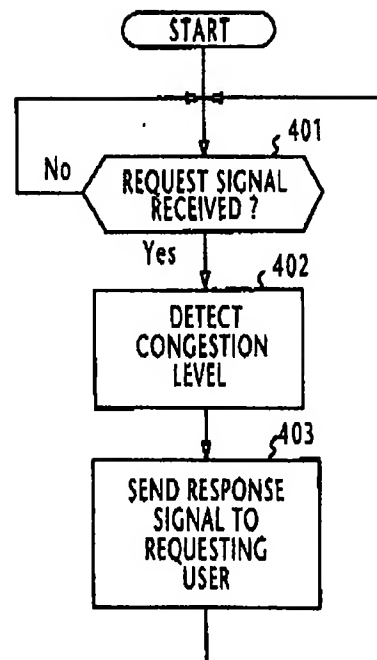 START
401
No
REQUEST SIGNAL
RECEIVED ?
Yes
402
DETECT
CONGESTION
LEVEL
403
SEND RESPONSE
SIGNAL TO
REQUESTING
USER